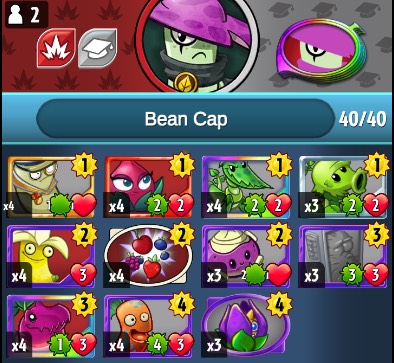 2
Bean Cap 40/40
1 1 1 1
x4 1 x4 2 2 x4 2 2 x3 2 2
2 2 2 3
x4 3 x4 x3 2 x3 3 3
3 4 4
x4 1 3 x4 4 3 x3